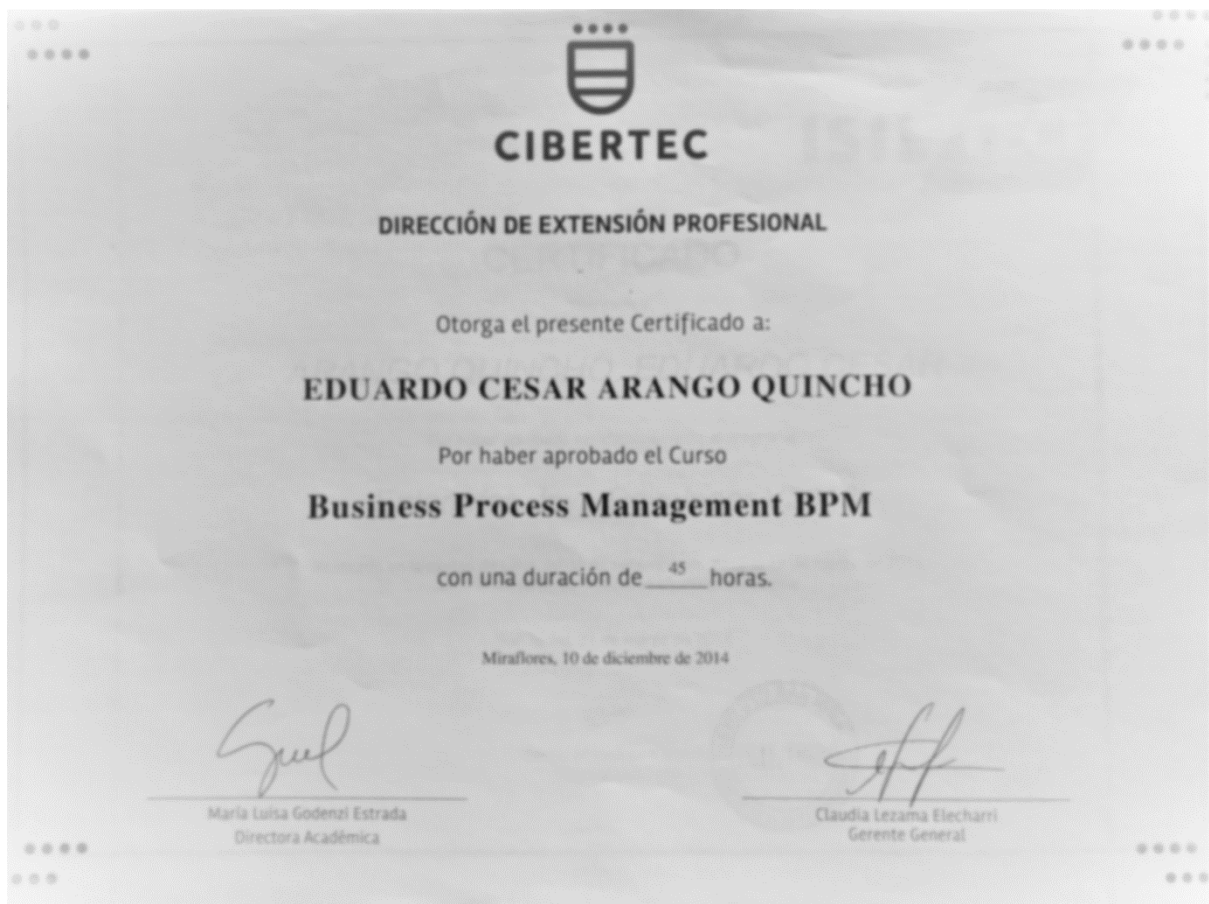 CIBERTEC
DIRECCIÓN DE EXTENSIÓN PROFESIONAL
Otorga el presente Certificado a:
EDUARDO CESAR ARANGO QUINCHO
Por haber aprobado el Curso
Business Process Management BPM
con una duración de 45 horas.
Miraflores, 10 de diciembre de 2014
María Luisa Godenzi Estrada
Directora Académica
Claudia Lezama Elecharri
Gerente General